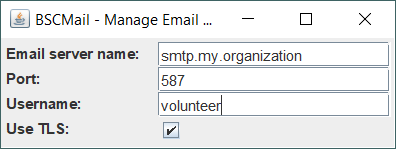 BSCMail - Manage Email ...
Email server name: smtp.my.organization
Port: 587
Username: volunteer
Use TLS: